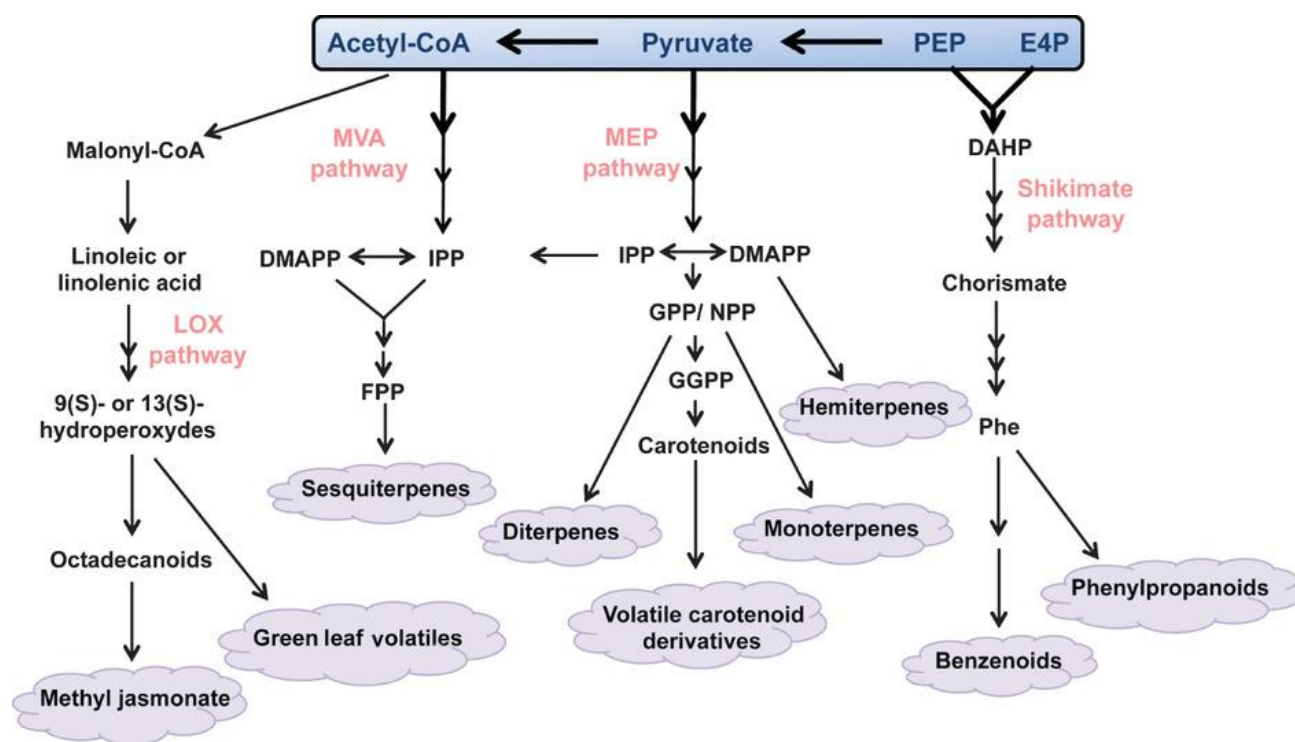 Acetyl-CoA
Pyruvate
PEP
E4P
MVA
pathway
MEP
pathway
Malonyl-CoA
DAHP
Shikimate
pathway
Linoleic or
linolenic acid
DMAPP
IPP
IPP
DMAPP
Chorismate
GPP/ NPP
LOX
pathway
GGPP
FPP
9(S)- or 13(S)-
hydroperoxydes
Hemiterpenes
Phe
Carotenoids
Sesquiterpenes
Diterpenes
Monoterpenes
Octadecanoids
Phenylpropanoids
Green leaf volatiles
Volatile carotenoid
derivatives
Benzenoids
Methyl jasmonate